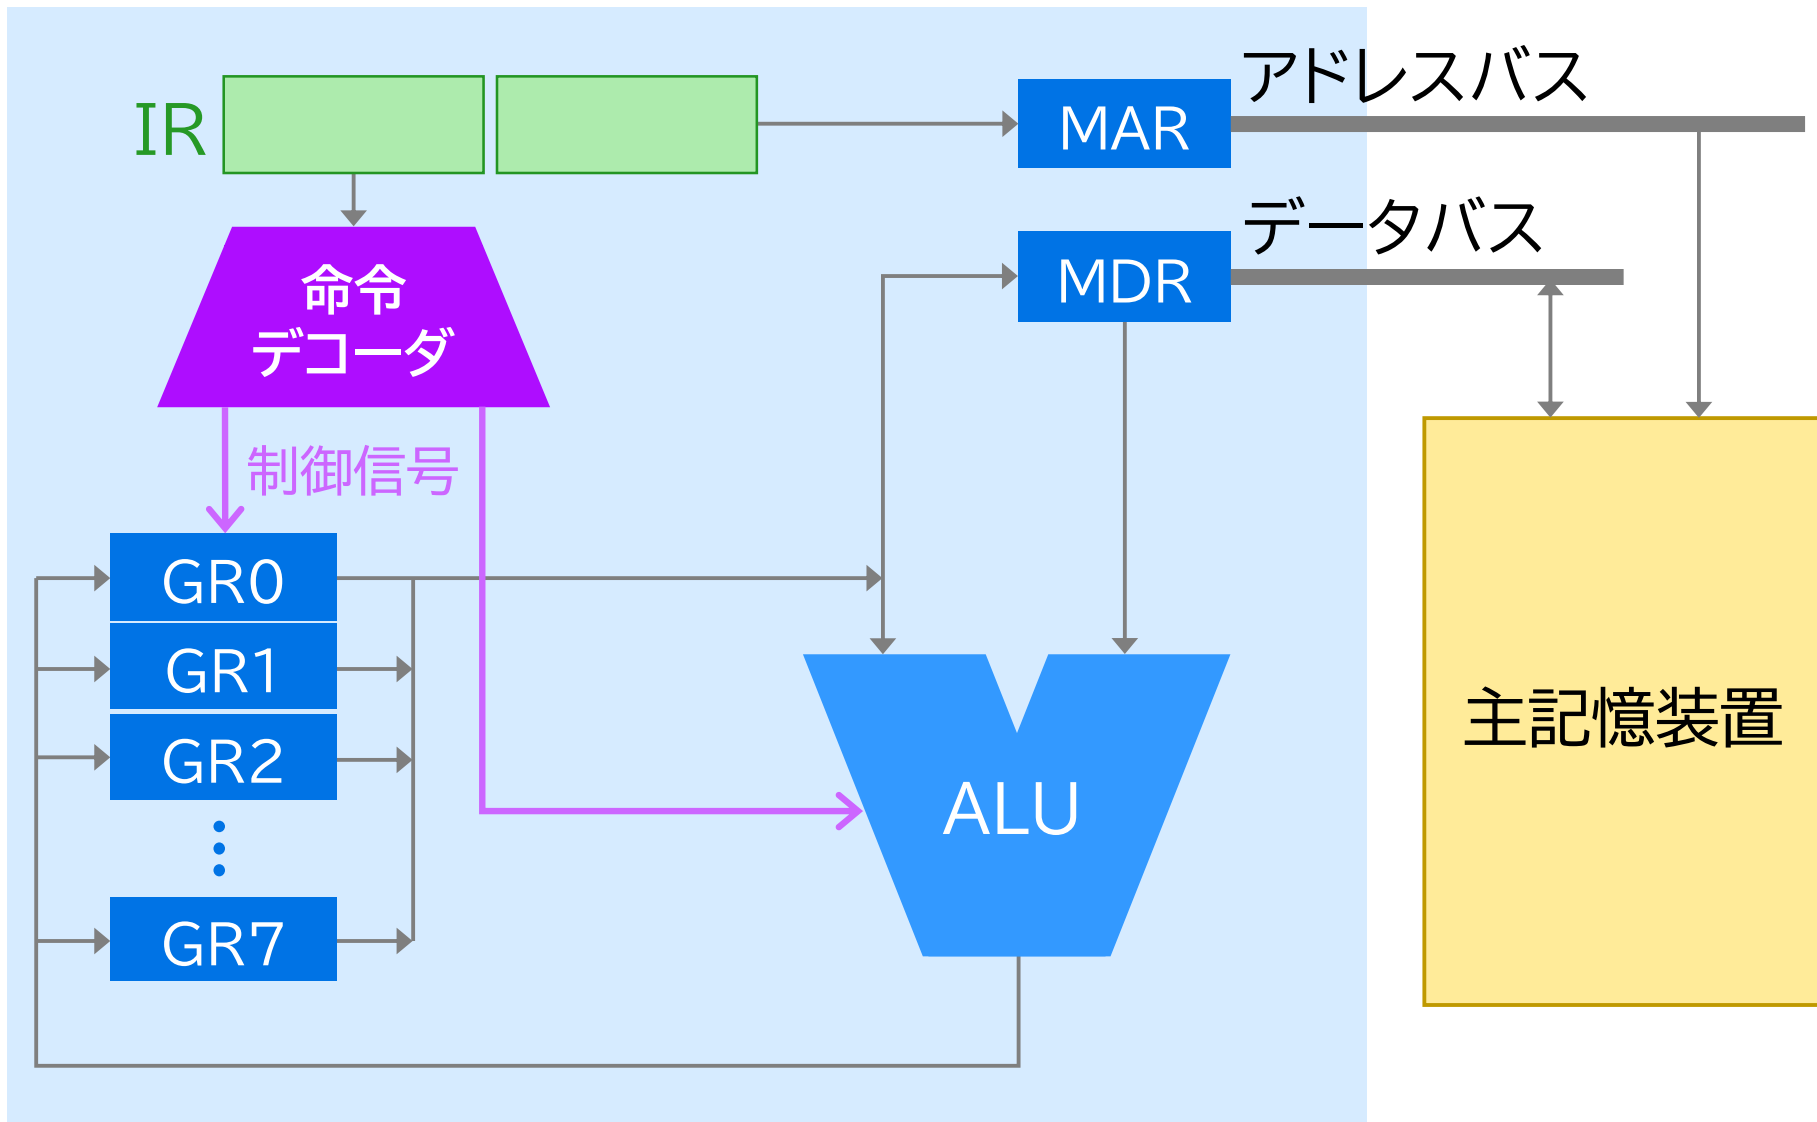 アドレスバス
IR
MAR
データバス
MDR
命令
デコーダ
制御信号
GR0
GR1
GR2
GR7
ALU
主記憶装置